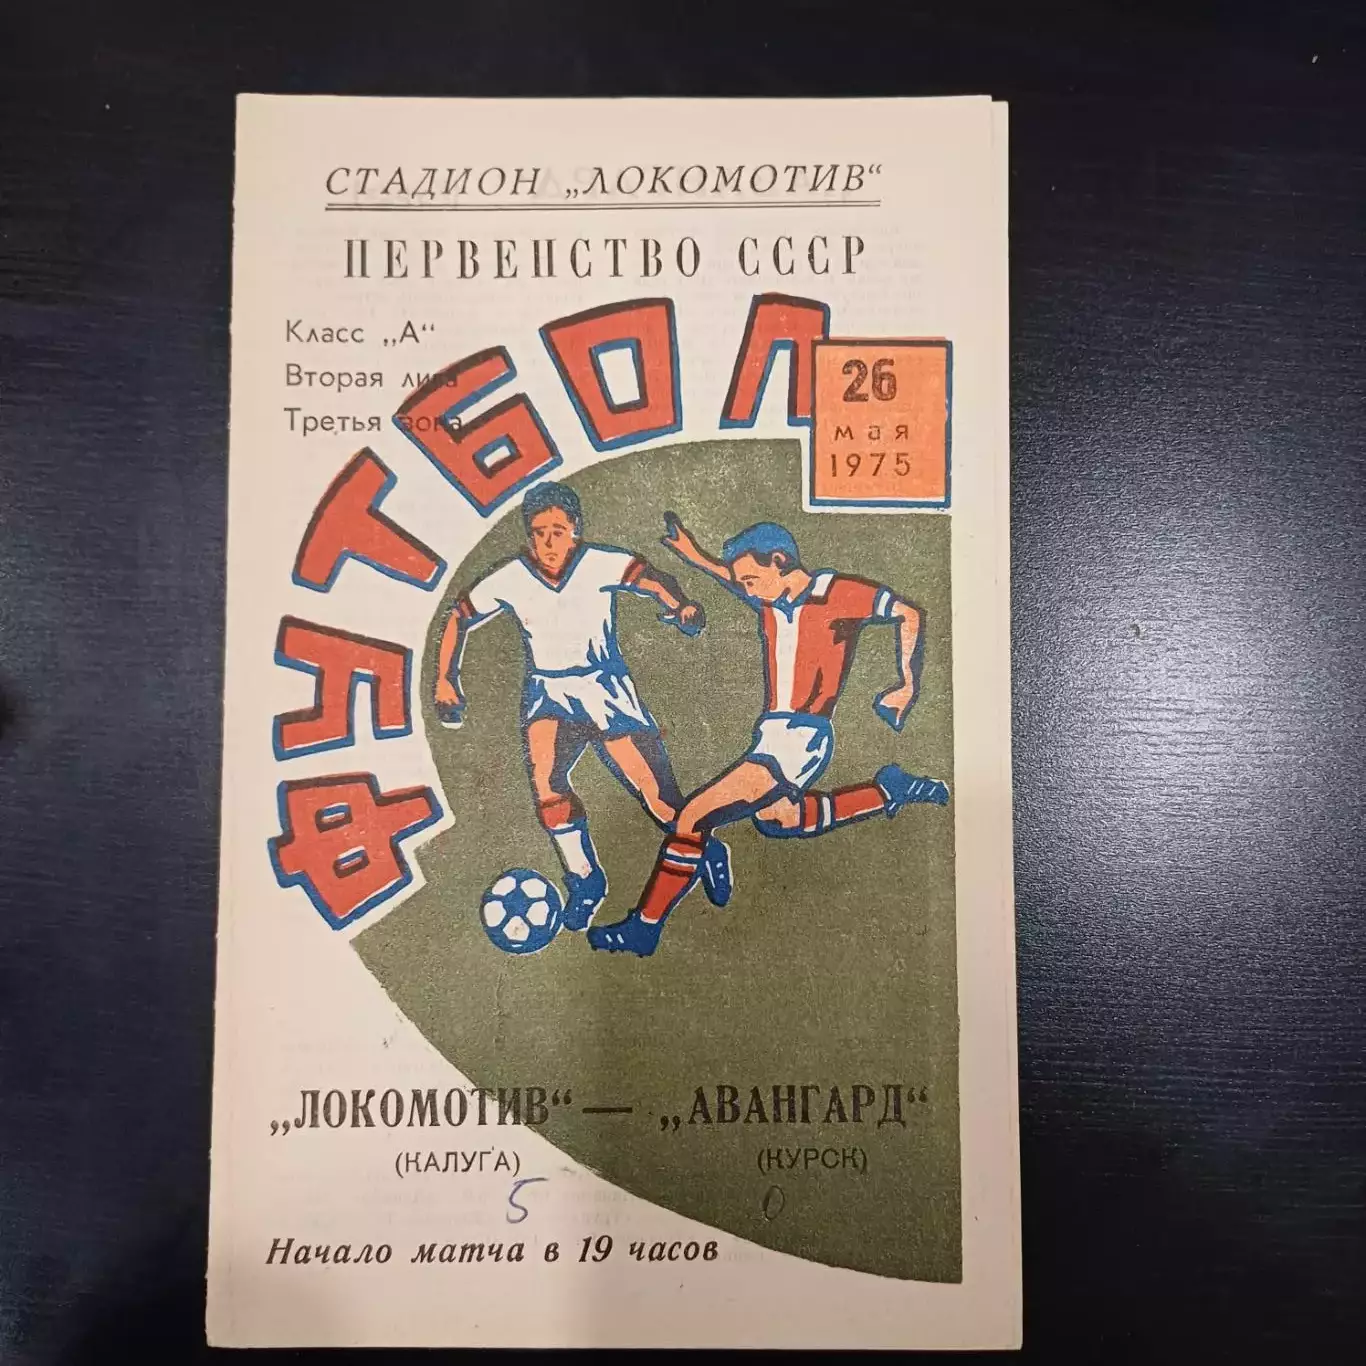 СТАДИОН „ЛОКОМОТИВ“
ПЕРВЕНСТВО СССР
Класс „А“
Вторая лига
Третья зона
ФУТБОЛ
26
мая
1975
„ЛОКОМОТИВ“ — „АВАНГАРД“
(КАЛУГА) (КУРСК)
5 0
Начало матча в 19 часов